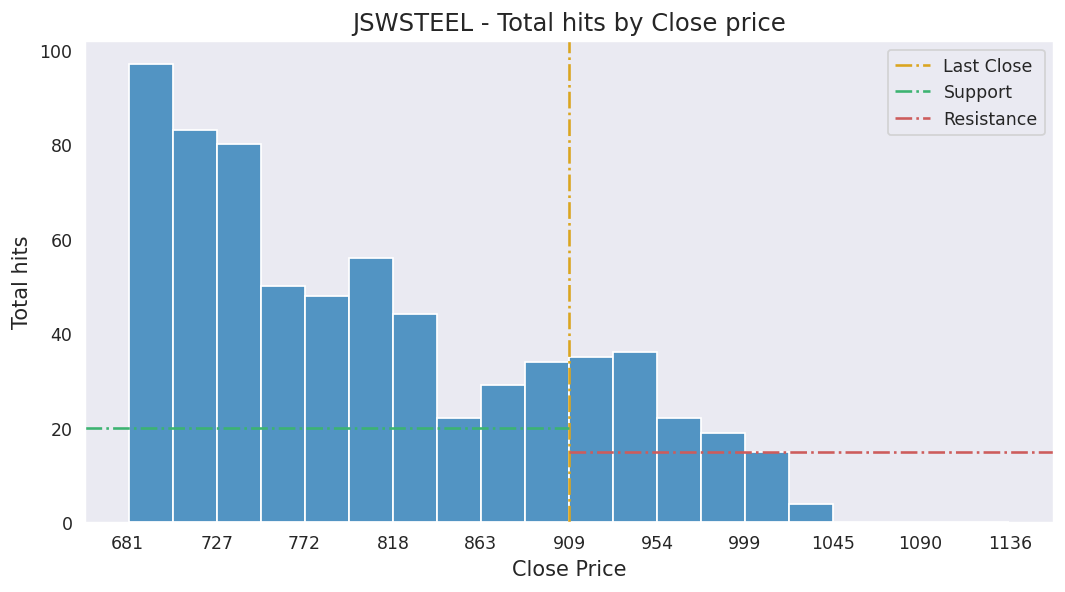 JSWSTEEL - Total hits by Close price
Last Close
Support
Resistance
Total hits
100
80
60
40
20
0
681 727 772 818 863 909 954 999 1045 1090 1136
Close Price